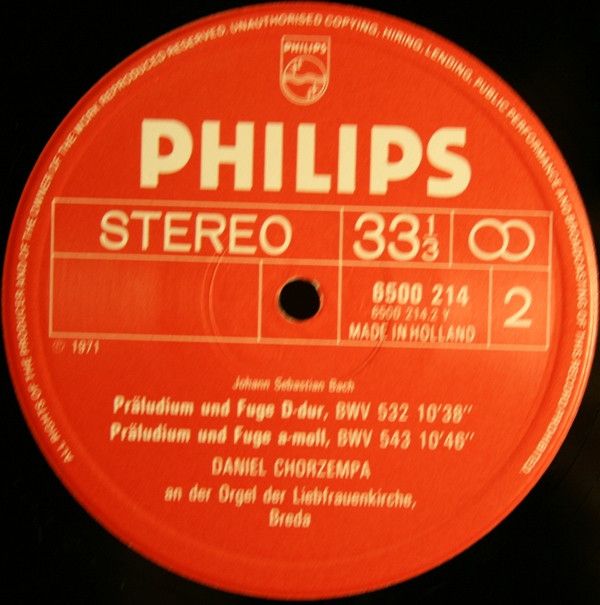 ALL RIGHTS OF THE PRODUCER AND OF THE OWNER OF THE WORK REPRODUCED RESERVED. UNAUTHORISED COPYING, HIRING, LENDING, PUBLIC PERFORMANCE AND BROADCASTING OF THIS RECORD PROHIBITED.
PHILIPS
PHILIPS
STEREO
33 1/3
6500 214
6500 214.2 Y
MADE IN HOLLAND
2
℗ 1971
Johann Sebastian Bach
Präludium und Fuge D-dur, BWV 532 10'38"
Präludium und Fuge a-moll, BWV 543 10'46"
DANIEL CHORZEMPA
an der Orgel der Liebfrauenkirche,
Breda